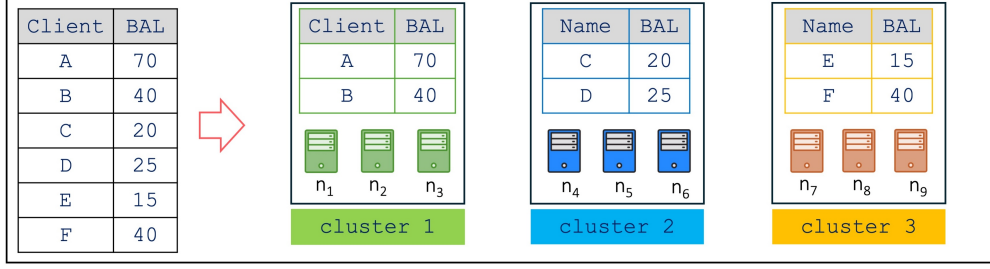 Client BAL
A 70
B 40
C 20
D 25
E 15
F 40
Client BAL
A 70
B 40
n1 n2 n3
cluster 1
Name BAL
C 20
D 25
n4 n5 n6
cluster 2
Name BAL
E 15
F 40
n7 n8 n9
cluster 3